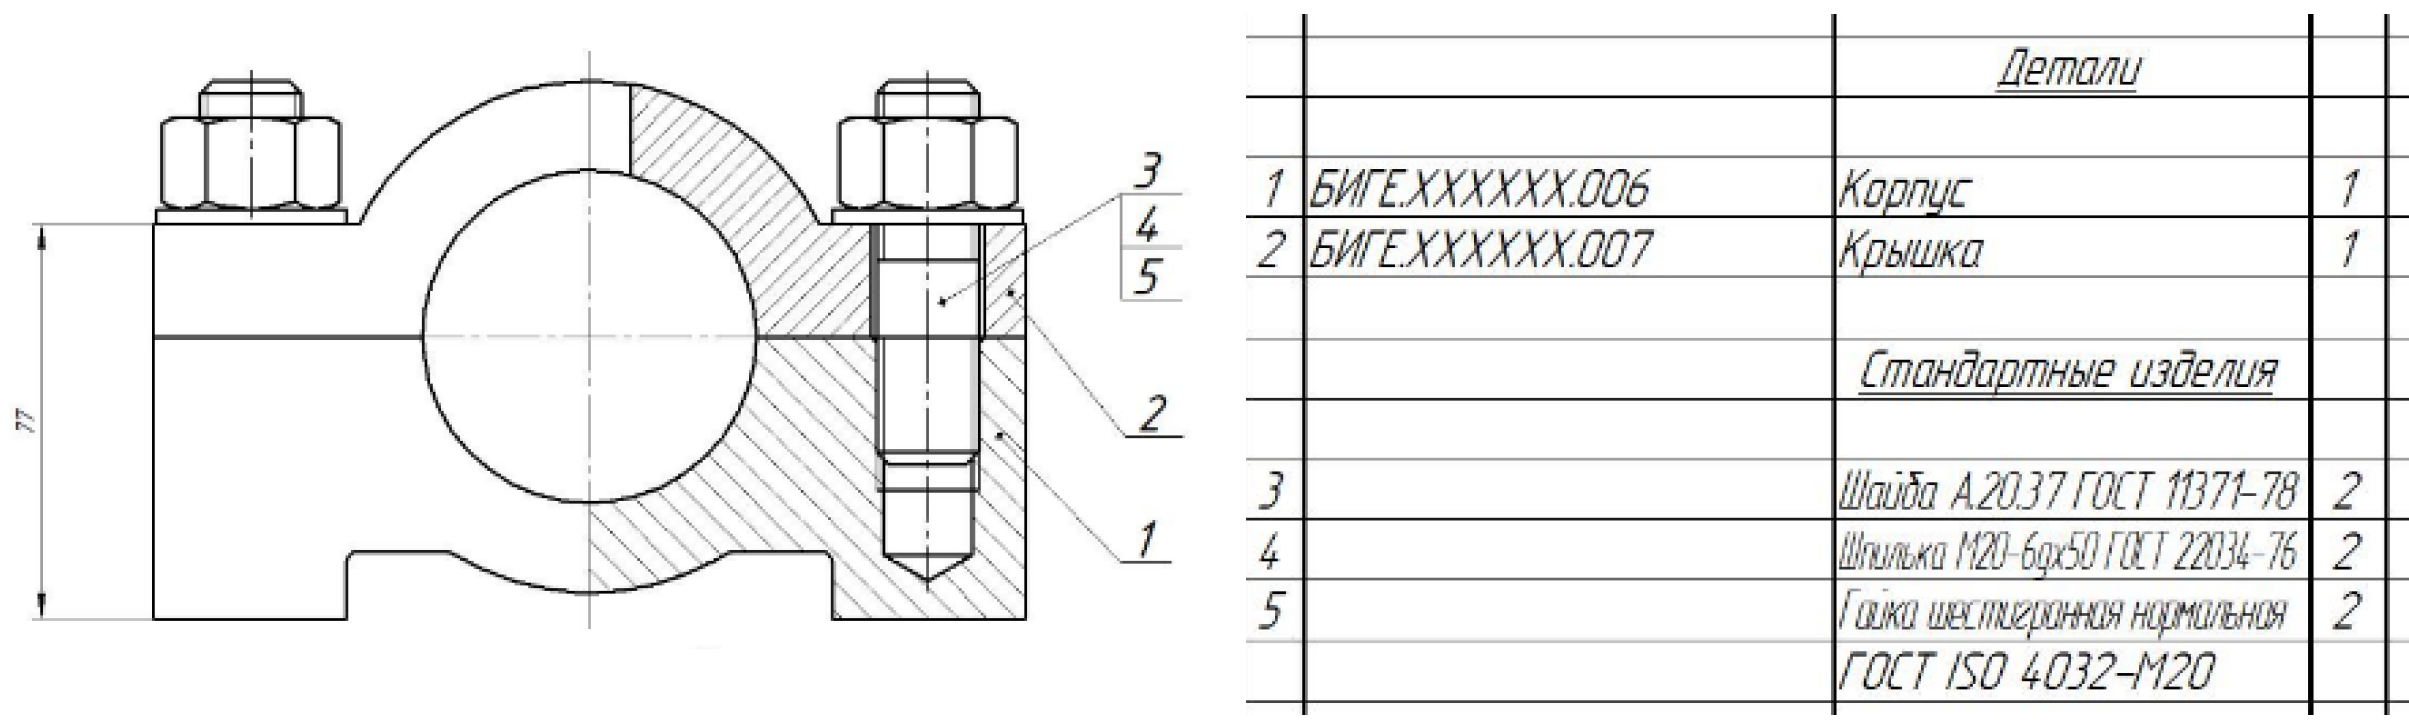 77
3
4
5
2
1
Детали
1 БИГЕ.XXXXXX.006 Корпус 1
2 БИГЕ.XXXXXX.007 Крышка 1
Стандартные изделия
3 Шайба А.20.37 ГОСТ 11371-78 2
4 Шпилька М20-6gx50 ГОСТ 22034-76 2
5 Гайка шестигранная нормальная 2
ГОСТ ISO 4032-М20